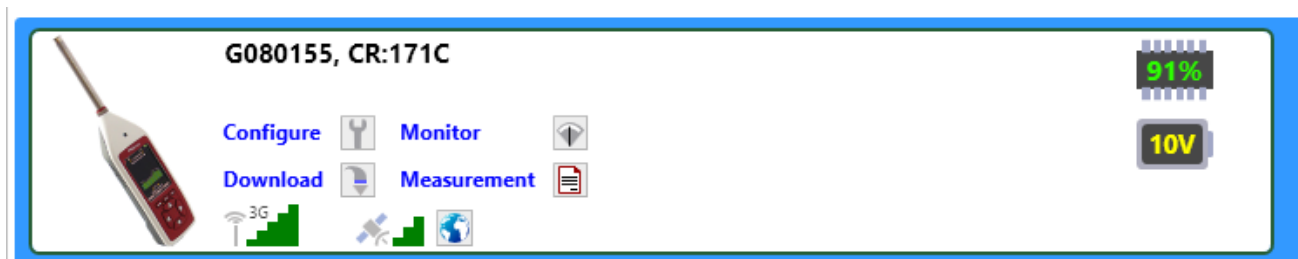 G080155, CR:171C
91%
Configure Monitor
10V
Download Measurement
3G